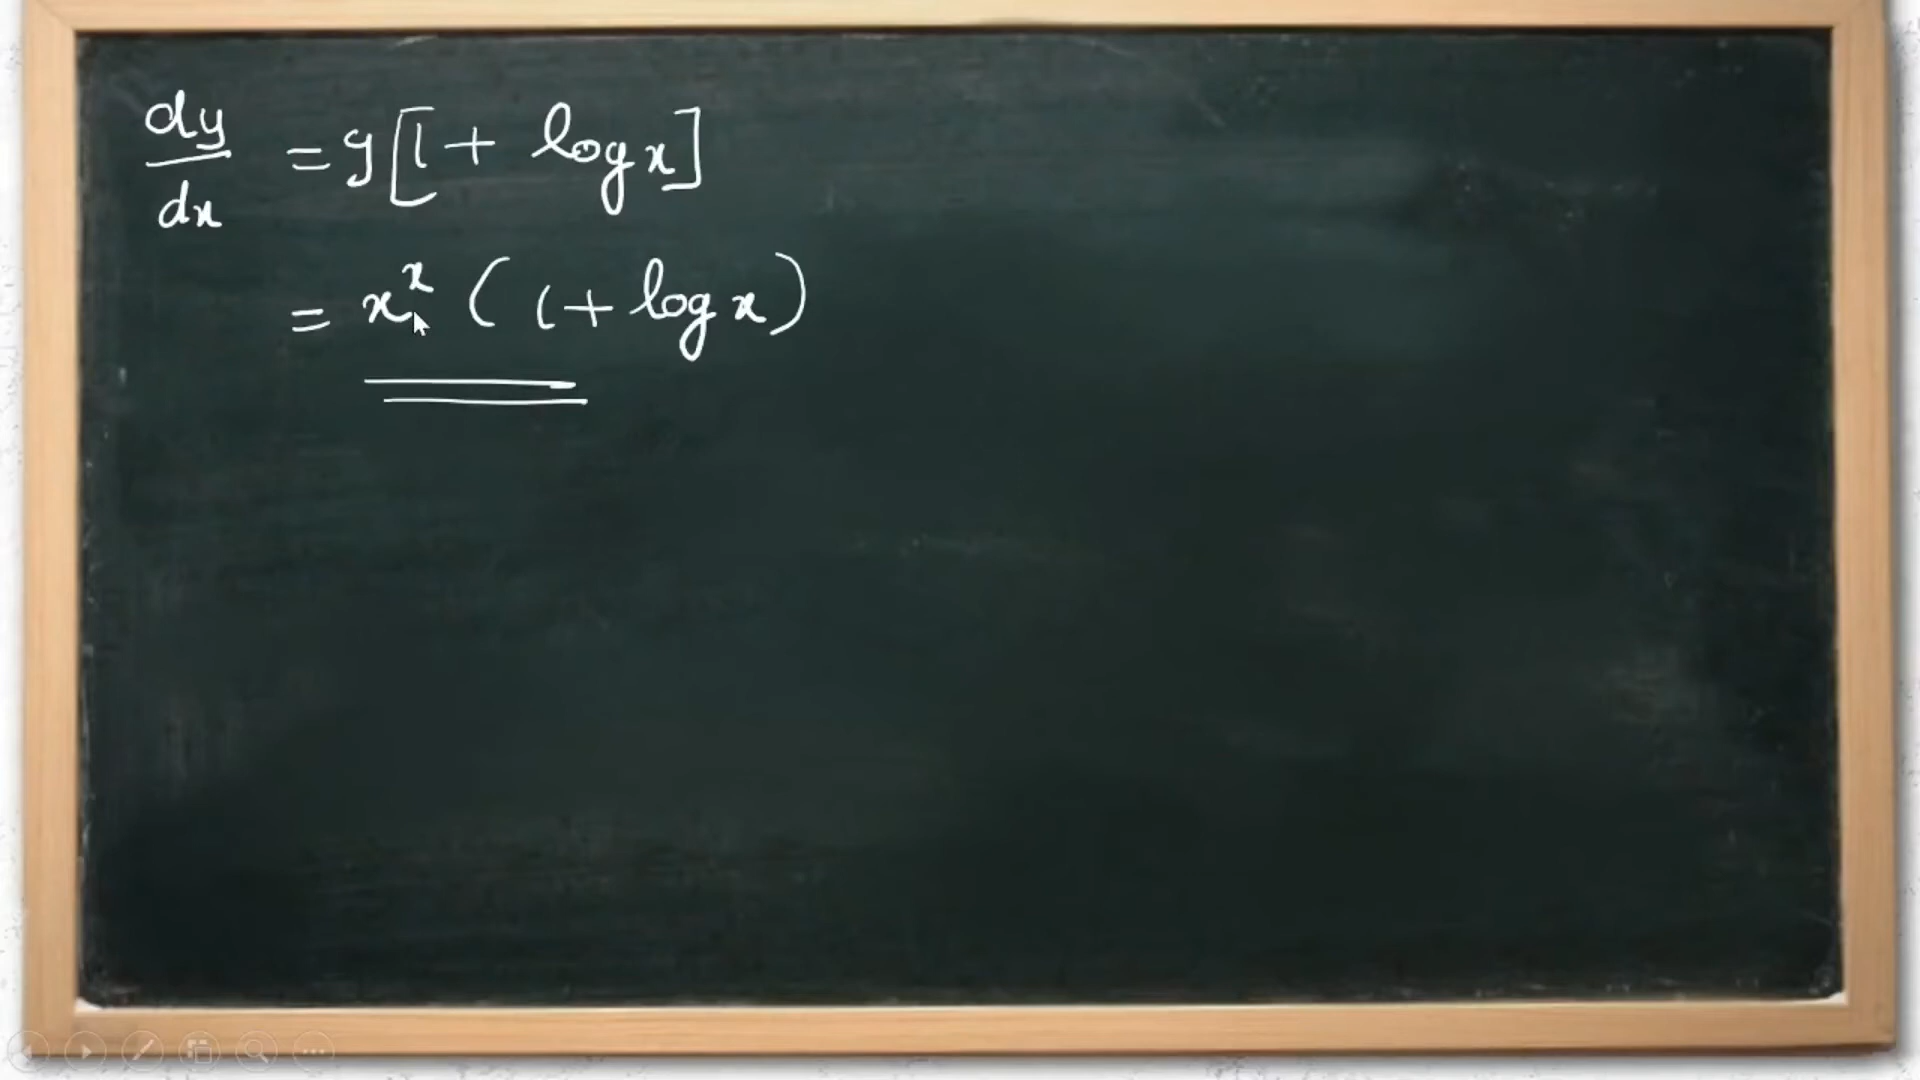 dy/dx = y[1 + log x]
= x^x (1 + log x)